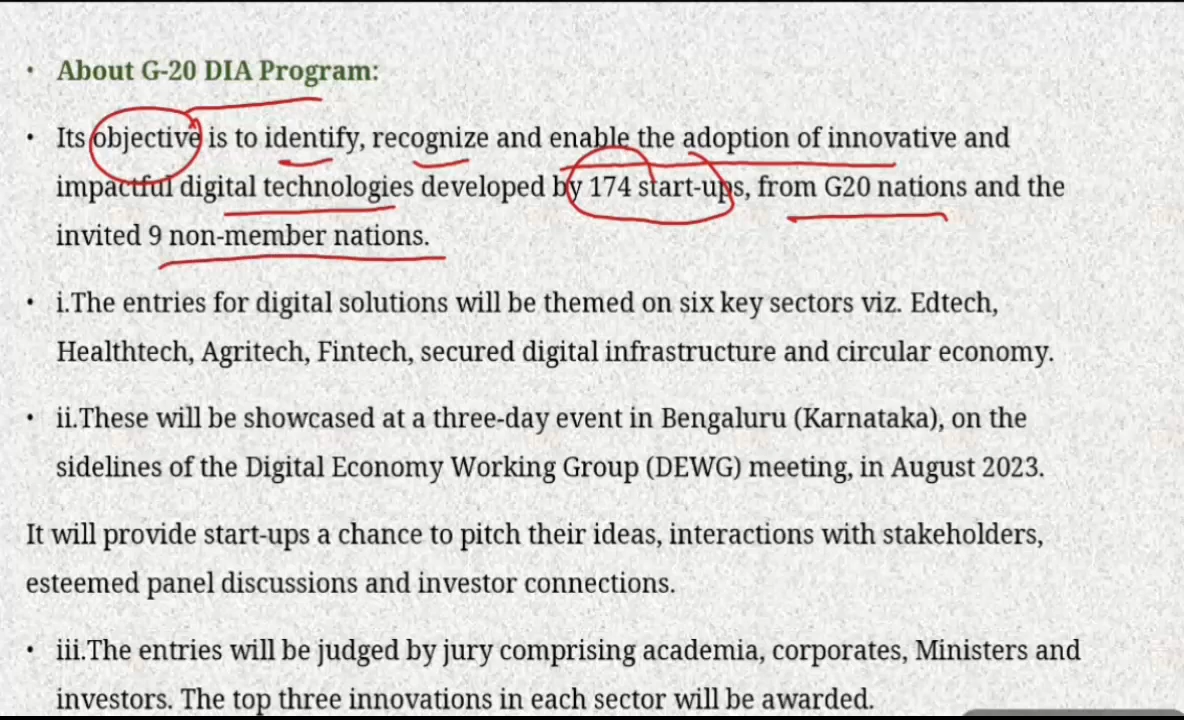 • About G-20 DIA Program:
• Its objective is to identify, recognize and enable the adoption of innovative and
impactful digital technologies developed by 174 start-ups, from G20 nations and the
invited 9 non-member nations.
• i.The entries for digital solutions will be themed on six key sectors viz. Edtech,
Healthtech, Agritech, Fintech, secured digital infrastructure and circular economy.
• ii.These will be showcased at a three-day event in Bengaluru (Karnataka), on the
sidelines of the Digital Economy Working Group (DEWG) meeting, in August 2023.
It will provide start-ups a chance to pitch their ideas, interactions with stakeholders,
esteemed panel discussions and investor connections.
• iii.The entries will be judged by jury comprising academia, corporates, Ministers and
investors. The top three innovations in each sector will be awarded.